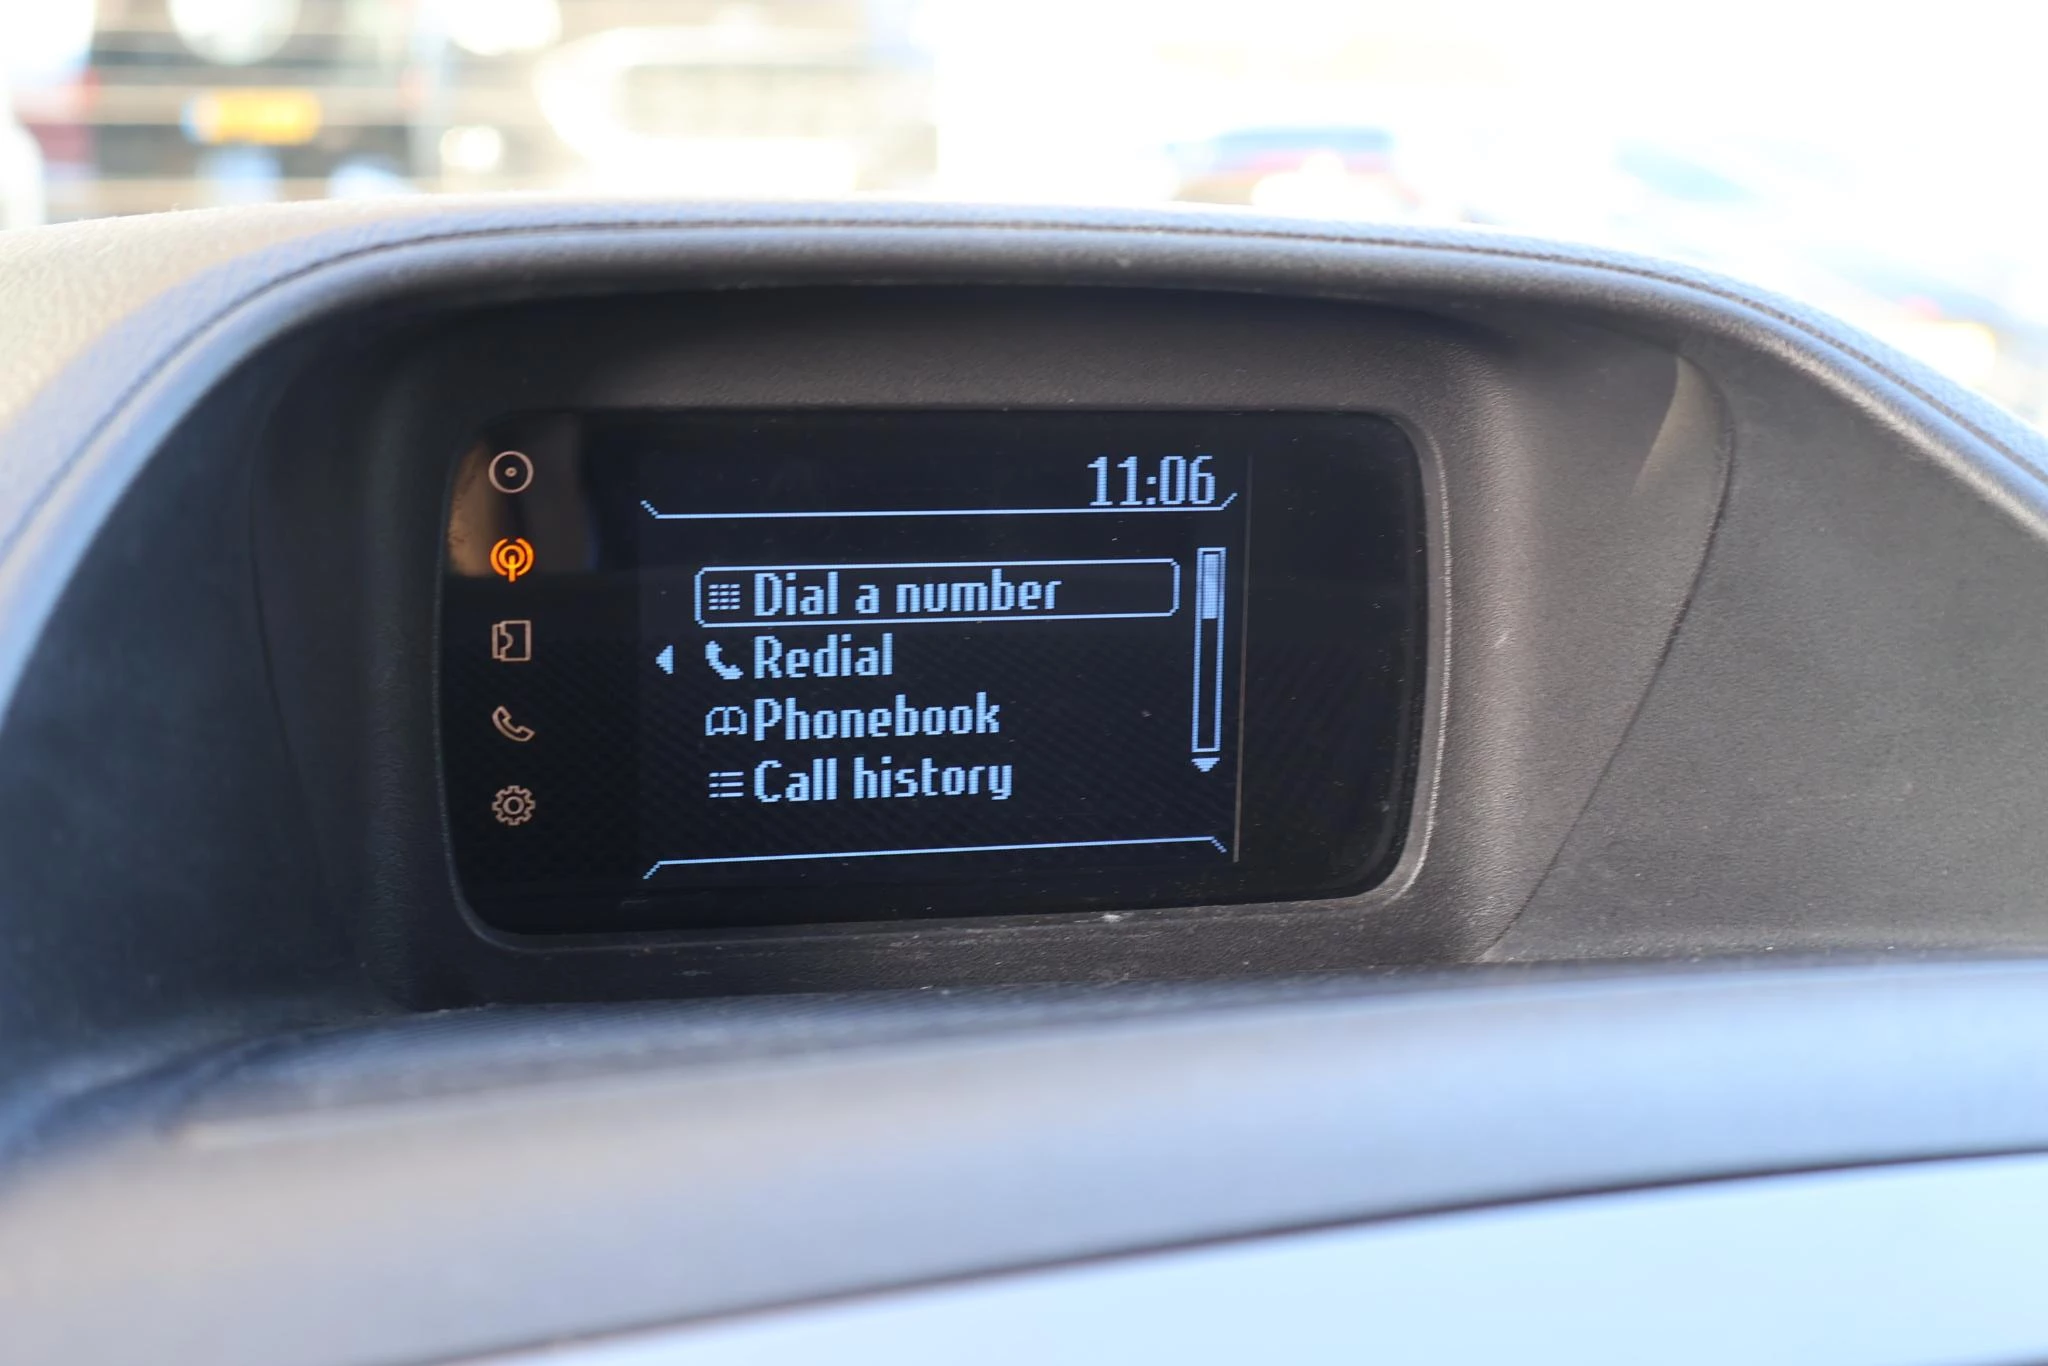 11:06
Dial a number
Redial
Phonebook
Call history